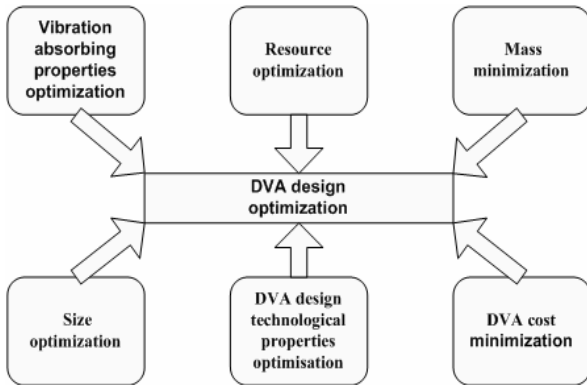 Vibration
absorbing
properties
optimization
Resource
optimization
Mass
minimization
DVA design
optimization
Size
optimization
DVA design
technological
properties
optimisation
DVA cost
minimization